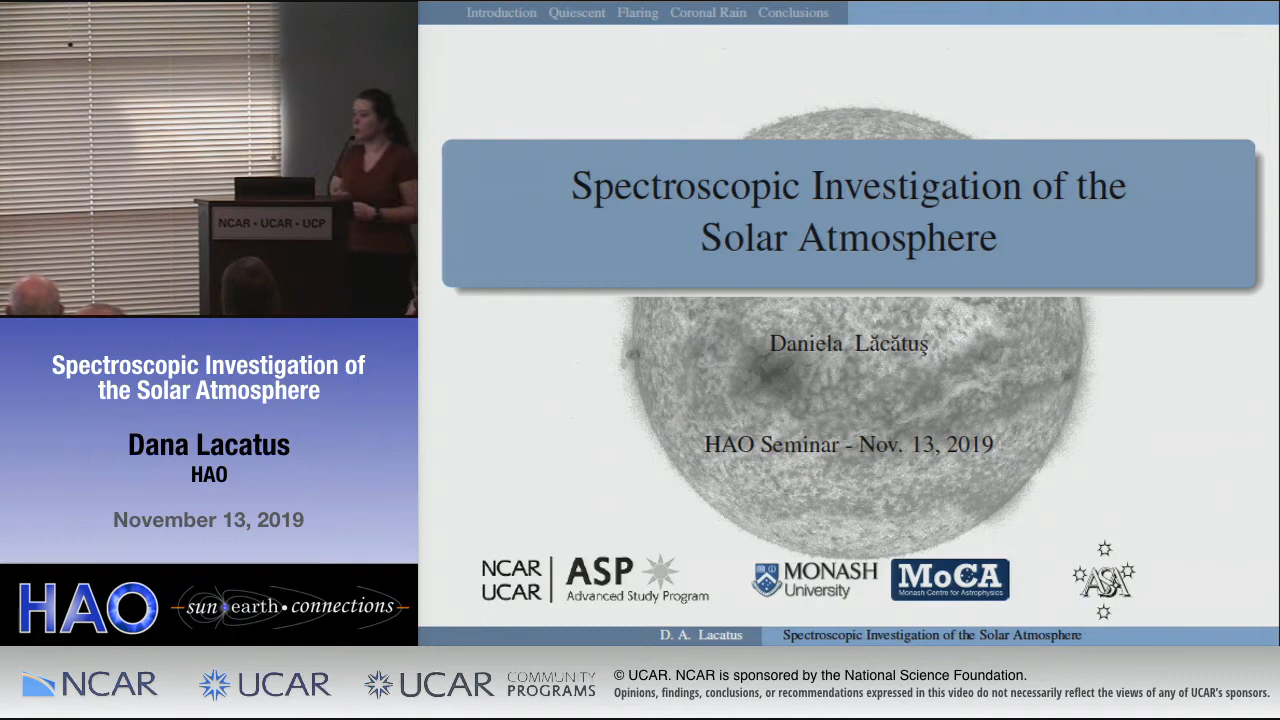 Introduction Quiescent Flaring Coronal Rain Conclusions
Spectroscopic Investigation of the
Solar Atmosphere
Daniela Lăcătuş
HAO Seminar - Nov. 13, 2019
NCAR
UCAR
ASP
Advanced Study Program
MONASH
University
MoCA
Monash Centre for Astrophysics
ASA
D. A. Lacatus
Spectroscopic Investigation of the Solar Atmosphere
NCAR • UCAR • UCP
Spectroscopic Investigation of
the Solar Atmosphere
Dana Lacatus
HAO
November 13, 2019
HAO
sun • earth • connections
NCAR
UCAR
UCAR
COMMUNITY
PROGRAMS
© UCAR. NCAR is sponsored by the National Science Foundation.
Opinions, findings, conclusions, or recommendations expressed in this video do not necessarily reflect the views of any of UCAR's sponsors.